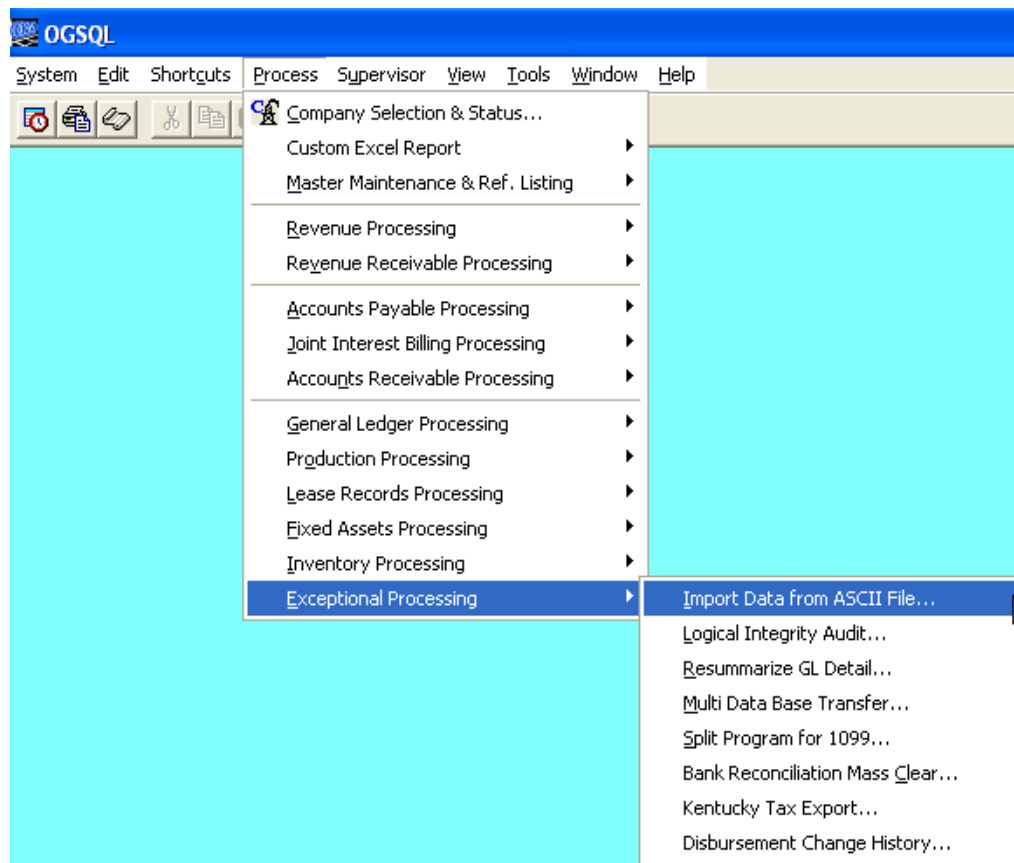 OGSQL
System Edit Shortcuts Process Supervisor View Tools Window Help
Company Selection & Status...
Custom Excel Report
Master Maintenance & Ref. Listing
Revenue Processing
Revenue Receivable Processing
Accounts Payable Processing
Joint Interest Billing Processing
Accounts Receivable Processing
General Ledger Processing
Production Processing
Lease Records Processing
Fixed Assets Processing
Inventory Processing
Exceptional Processing
Import Data from ASCII File...
Logical Integrity Audit...
Resummarize GL Detail...
Multi Data Base Transfer...
Split Program for 1099...
Bank Reconciliation Mass Clear...
Kentucky Tax Export...
Disbursement Change History...